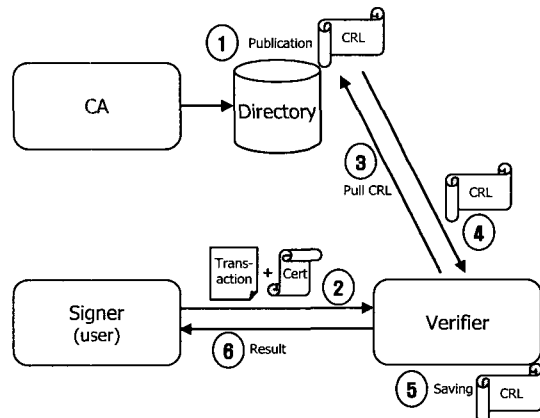 1 Publication CRL
CA
Directory
3
Pull CRL
CRL
4
Trans-
action
+
Cert
2
Signer
(user)
Verifier
6 Result
5 Saving CRL